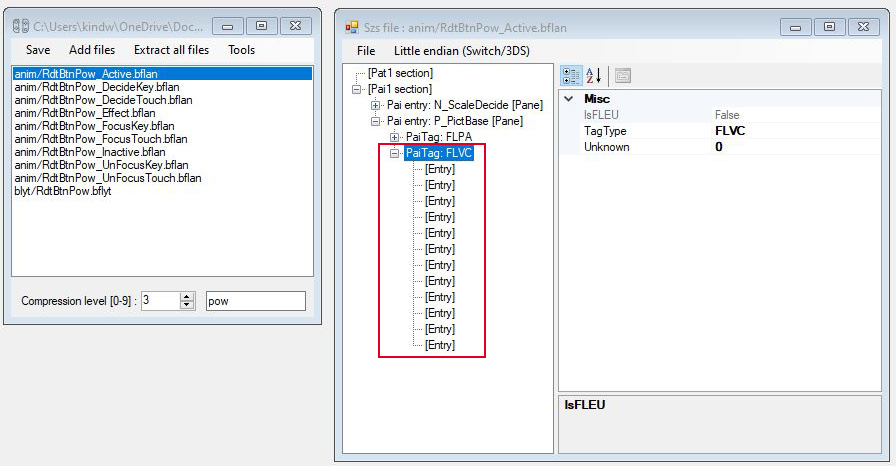 C:\Users\kindw\OneDrive\Doc...
Save Add files Extract all files Tools
anim/RdtBtnPow_Active.bflan
anim/RdtBtnPow_DecideKey.bflan
anim/RdtBtnPow_DecideTouch.bflan
anim/RdtBtnPow_Effect.bflan
anim/RdtBtnPow_FocusKey.bflan
anim/RdtBtnPow_FocusTouch.bflan
anim/RdtBtnPow_Inactive.bflan
anim/RdtBtnPow_UnFocusKey.bflan
anim/RdtBtnPow_UnFocusTouch.bflan
blyt/RdtBtnPow.bflyt
Compression level [0-9] : 3 pow
Szs file : anim/RdtBtnPow_Active.bflan
File Little endian (Switch/3DS)
[Pat1 section]
[Pai1 section]
Pai entry: N_ScaleDecide [Pane]
Pai entry: P_PictBase [Pane]
PaiTag: FLPA
PaiTag: FLVC
[Entry]
[Entry]
[Entry]
[Entry]
[Entry]
[Entry]
[Entry]
[Entry]
[Entry]
[Entry]
[Entry]
[Entry]
Misc
IsFLEU False
TagType FLVC
Unknown 0
IsFLEU